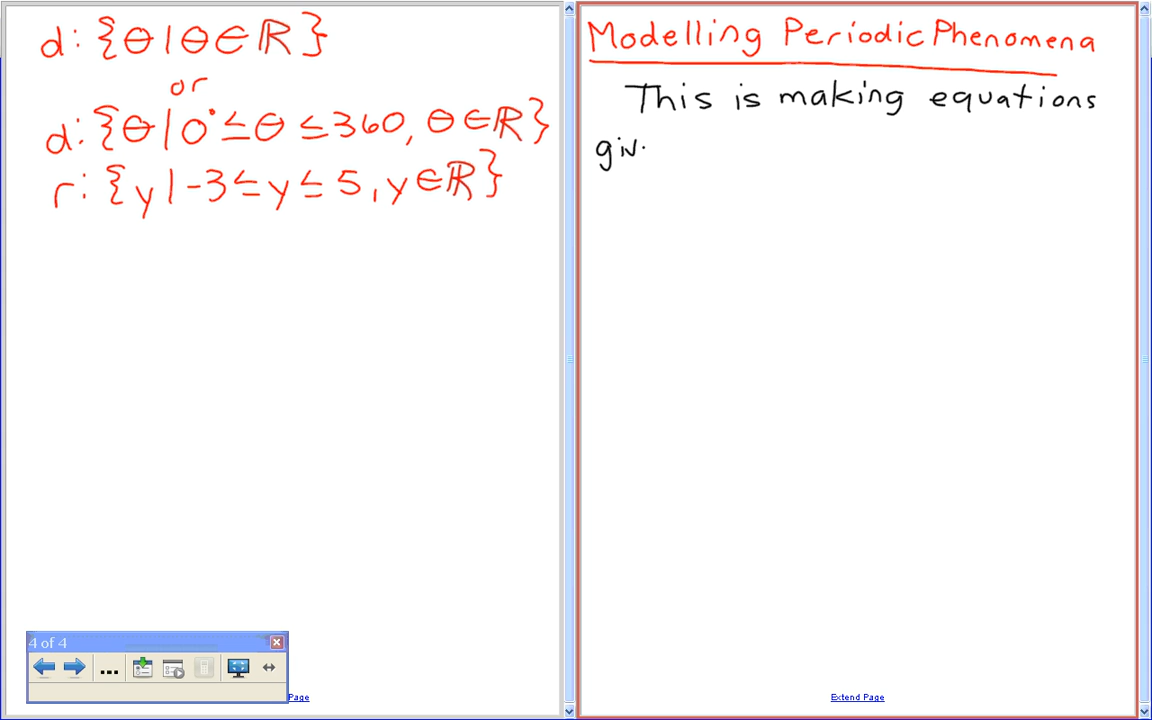 d: {θ | θ ∈ ℝ}
or
d: {θ | 0° ≤ θ ≤ 360, θ ∈ ℝ}
r: {y | -3 ≤ y ≤ 5, y ∈ ℝ}
4 of 4
...
Page
Modelling Periodic Phenomena
This is making equations
giv
Extend Page